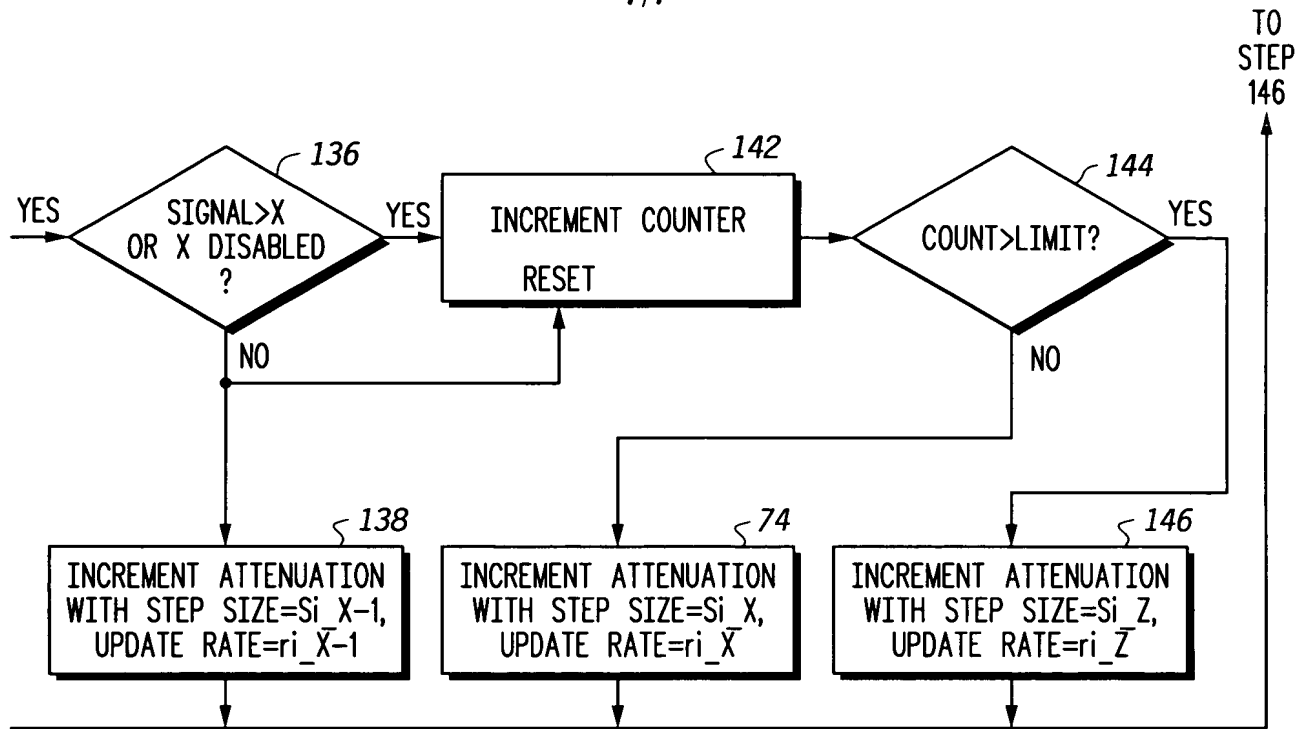 TO
STEP
146
136
142
144
YES
SIGNAL>X
OR X DISABLED
?
YES
INCREMENT COUNTER
RESET
COUNT>LIMIT?
YES
NO
NO
138
74
146
INCREMENT ATTENUATION
WITH STEP SIZE=Si_X-1,
UPDATE RATE=ri_X-1
INCREMENT ATTENUATION
WITH STEP SIZE=Si_X,
UPDATE RATE=ri_X
INCREMENT ATTENUATION
WITH STEP SIZE=Si_Z,
UPDATE RATE=ri_Z